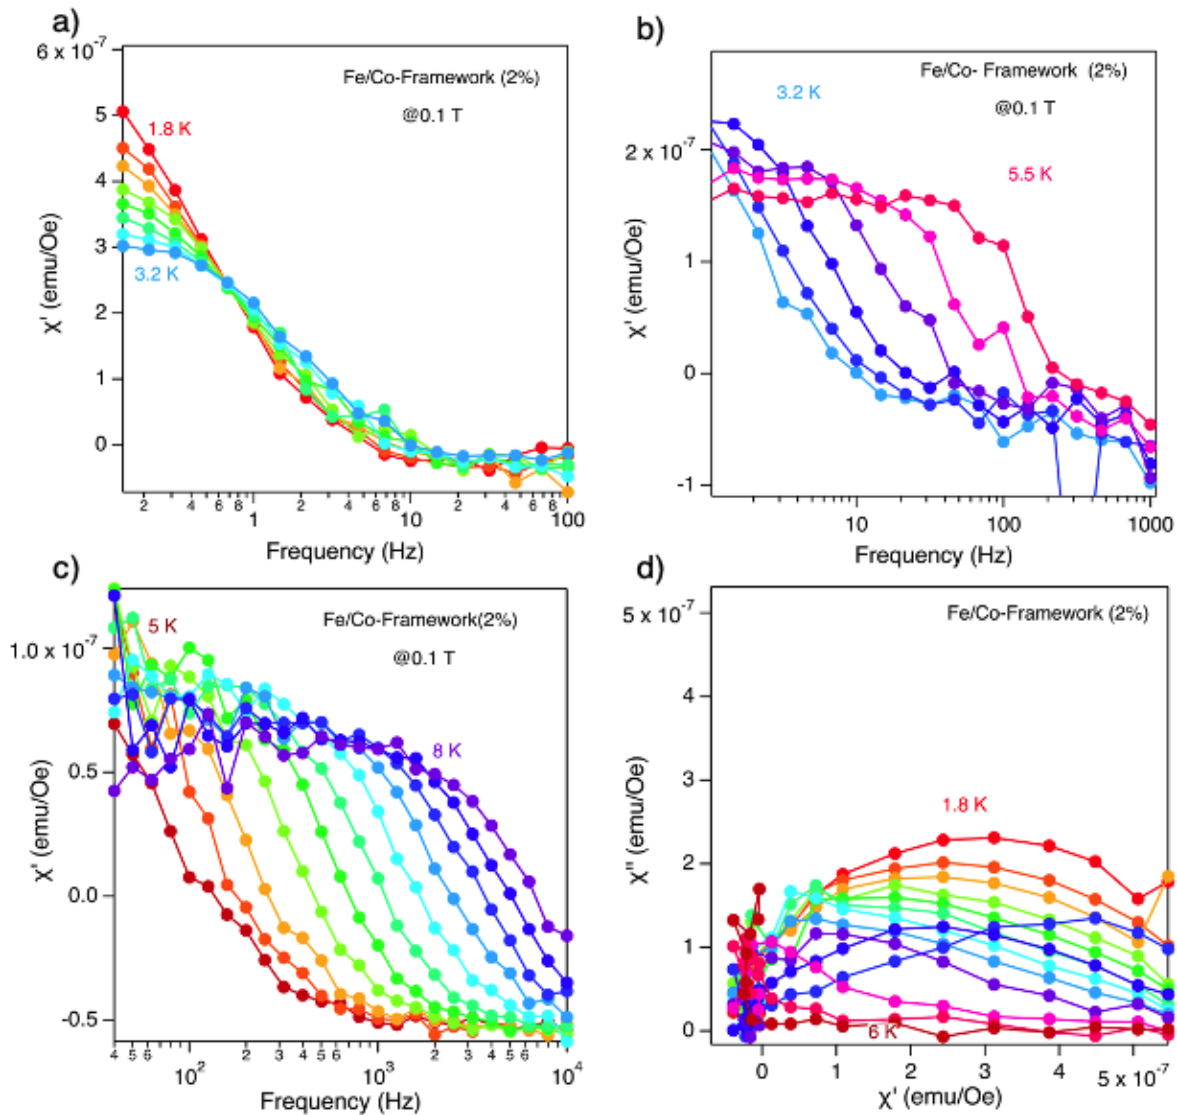 a)
6 x 10⁻⁷
5
4
3
2
1
0
χ' (emu/Oe)
Fe/Co-Framework (2%)
@0.1 T
1.8 K
3.2 K
2 4 6 8 2 4 6 8 2 4 6 8
1 10 100
Frequency (Hz)
b)
2 x 10⁻⁷
1
0
-1
χ' (emu/Oe)
Fe/Co- Framework (2%)
@0.1 T
3.2 K
5.5 K
10 100 1000
Frequency (Hz)
c)
1.0 x 10⁻⁷
0.5
0.0
-0.5
χ' (emu/Oe)
Fe/Co-Framework(2%)
@0.1 T
5 K
8 K
4 5 6 2 3 4 5 6 2 3 4 5 6
10² 10³ 10⁴
Frequency (Hz)
d)
5 x 10⁻⁷
4
3
2
1
0
χ'' (emu/Oe)
Fe/Co-Framework (2%)
1.8 K
6 K
0 1 2 3 4 5 x 10⁻⁷
χ' (emu/Oe)